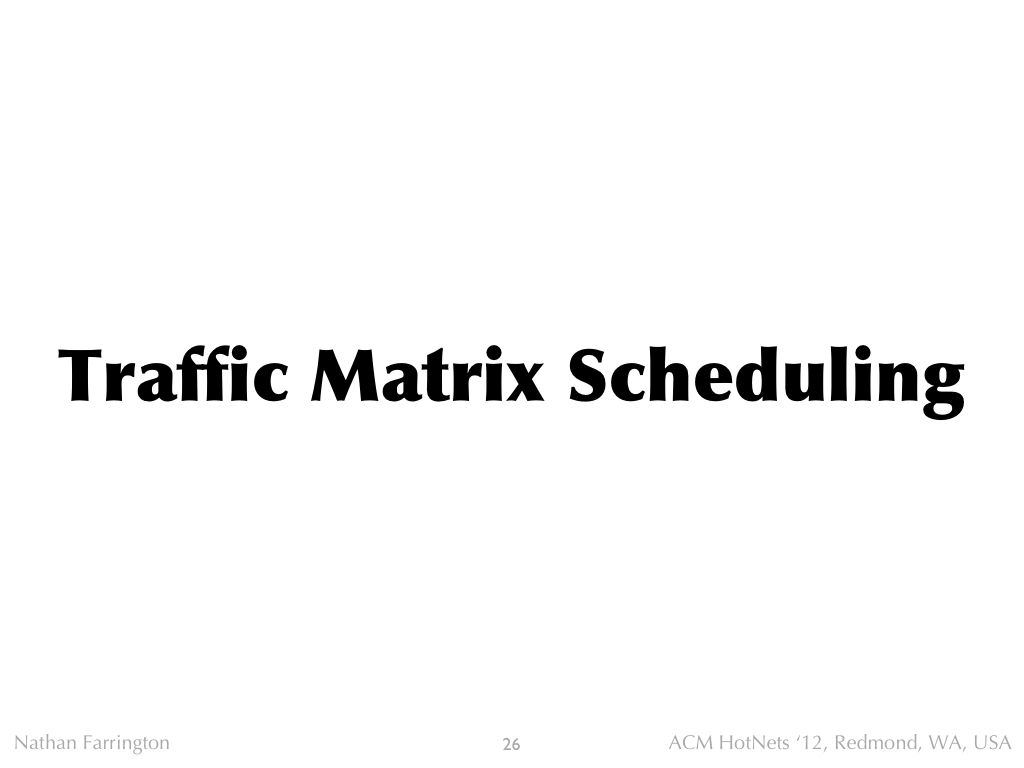 Traffic Matrix Scheduling
Nathan Farrington
26
ACM HotNets ‘12, Redmond, WA, USA